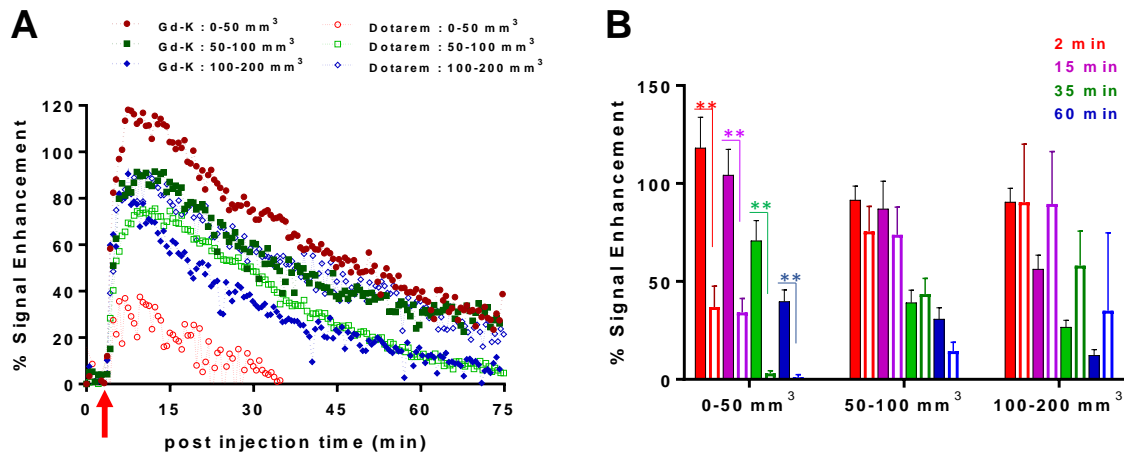 A
Gd-K : 0-50 mm³
Gd-K : 50-100 mm³
Gd-K : 100-200 mm³
Dotarem : 0-50 mm³
Dotarem : 50-100 mm³
Dotarem : 100-200 mm³
% Signal Enhancement
120
100
80
60
40
20
0
0 15 30 45 60 75
post injection time (min)
B
2 min
15 min
35 min
60 min
% Signal Enhancement
150
100
50
0
** ** ** **
0-50 mm³ 50-100 mm³ 100-200 mm³